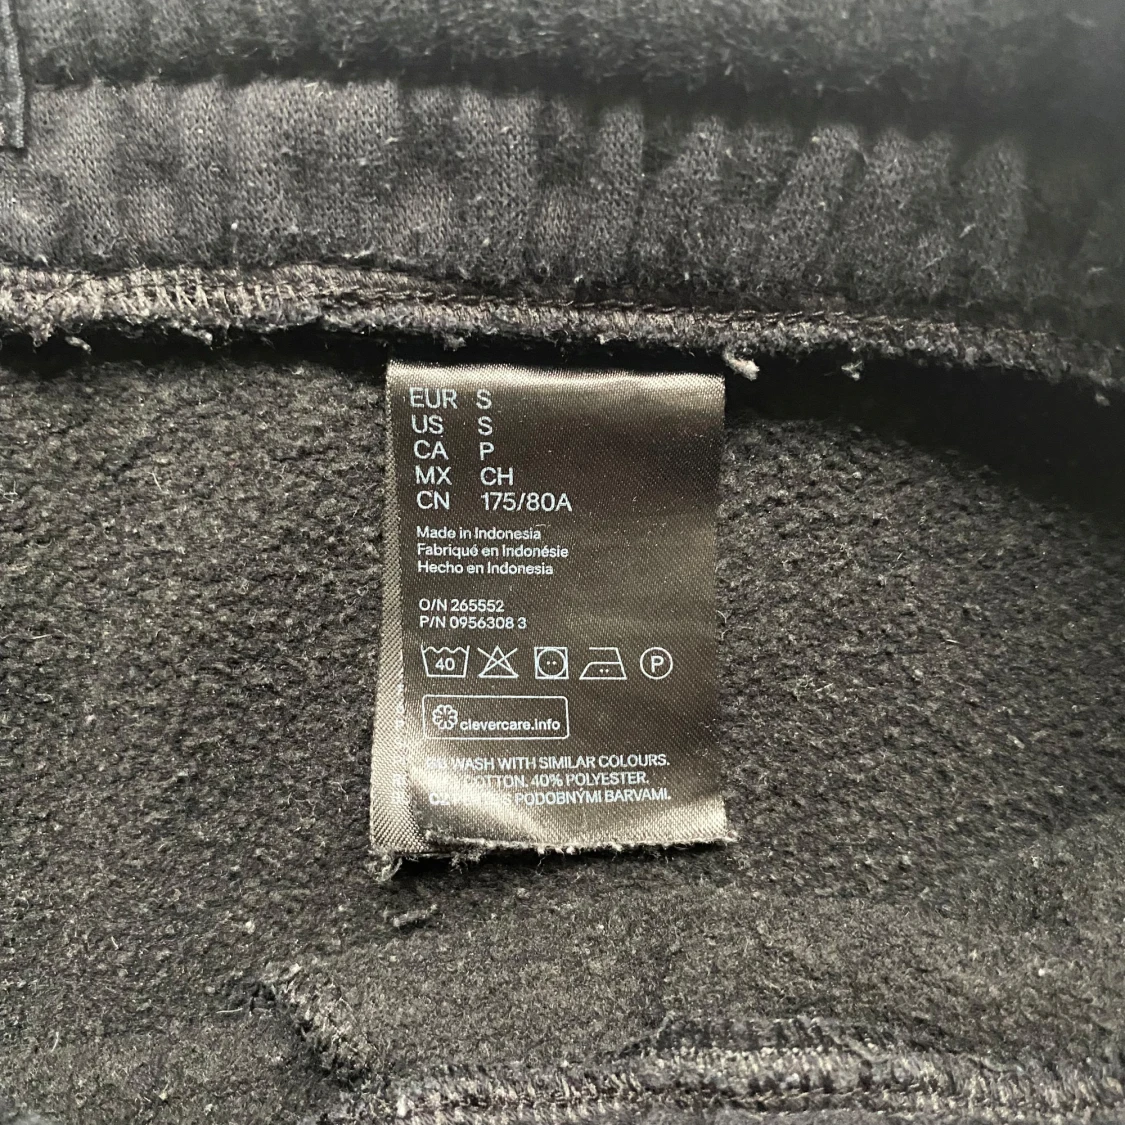 EUR S
US S
CA P
MX CH
CN 175/80A
Made in Indonesia
Fabriqué en Indonésie
Hecho en Indonesia
O/N 265552
P/N 0956308 3
40
P
clevercare.info
WASH WITH SIMILAR COLOURS.
40% POLYESTER.
PODOBNÝMI BARVAMI.